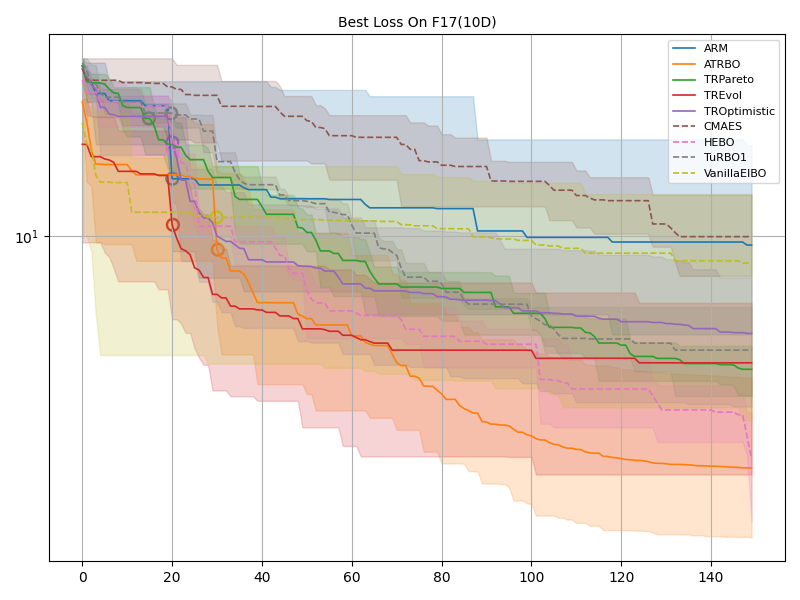 Best Loss On F17(10D)
ARM
ATRBO
TRPareto
TREvol
TROptimistic
CMAES
HEBO
TuRBO1
VanillaEIBO
10¹
0 20 40 60 80 100 120 140